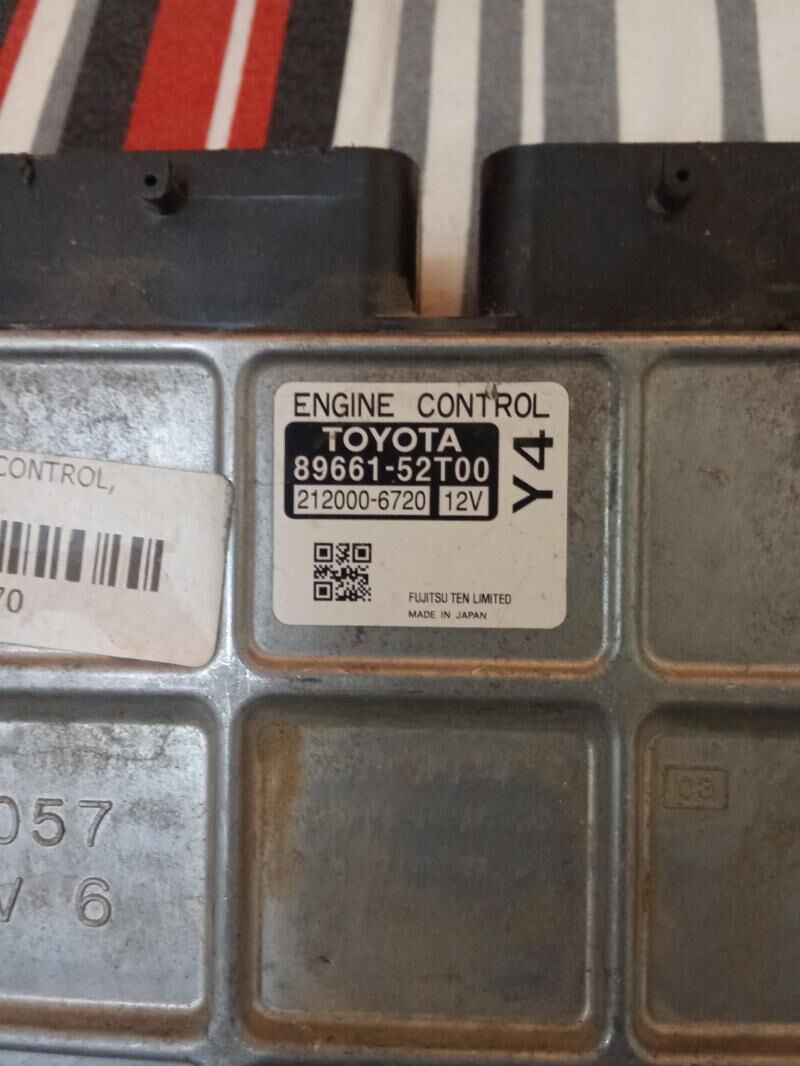 ENGINE CONTROL
TOYOTA
89661-52T00
212000-6720 12V
Y4
FUJITSU TEN LIMITED
MADE IN JAPAN
CONTROL,
70
057
V 6
03